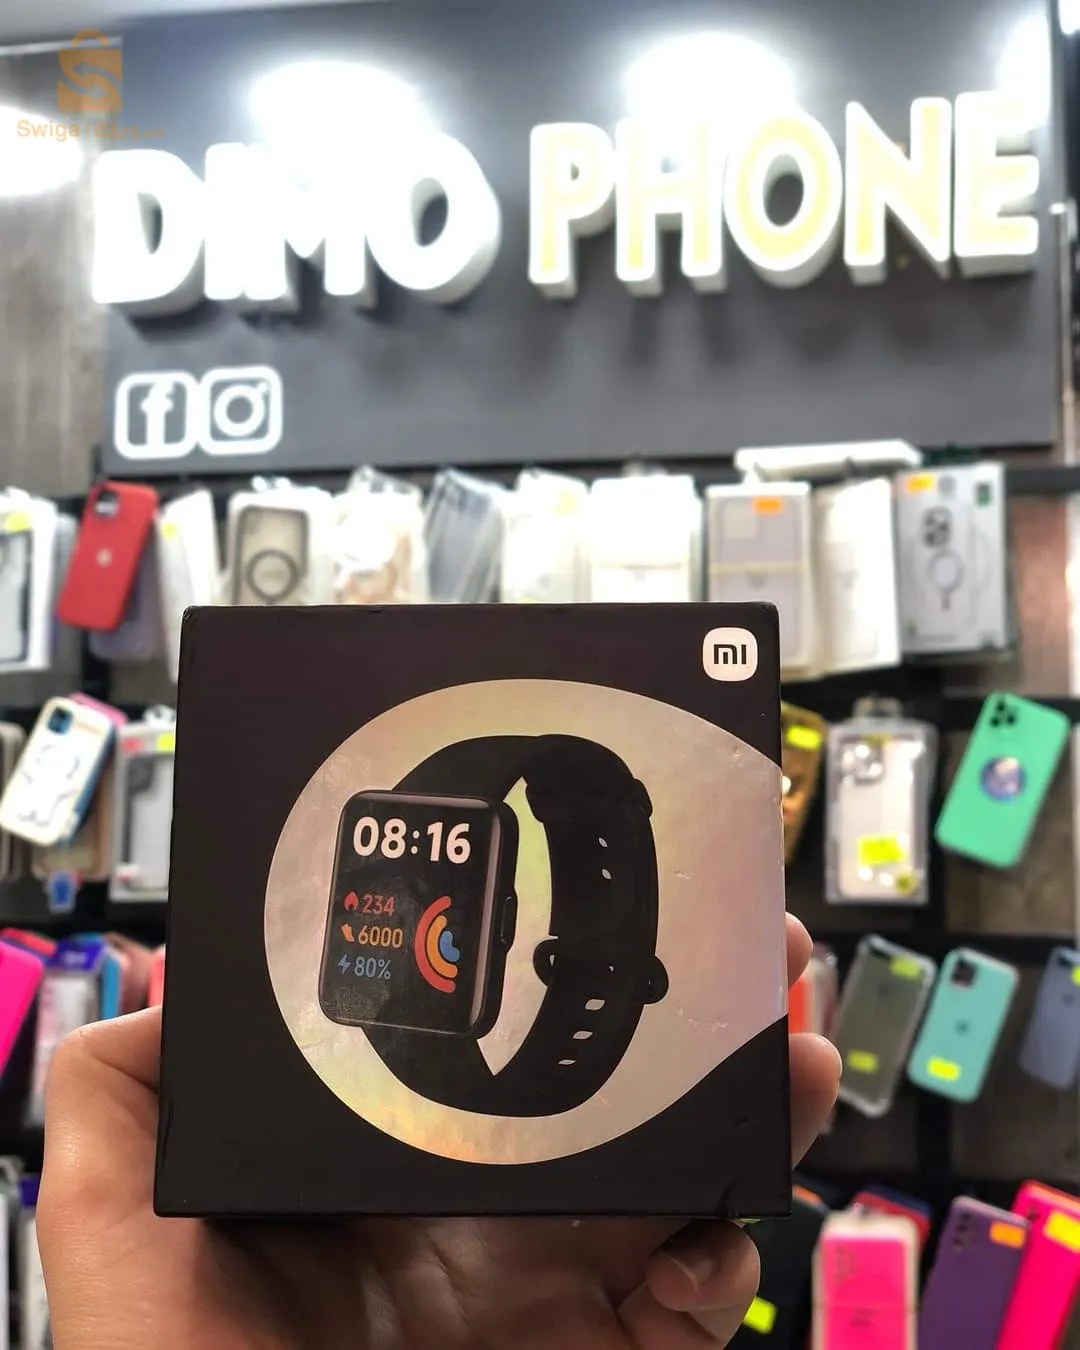 Swiga
DIMO PHONE
mi
08:16
234
6000
80%